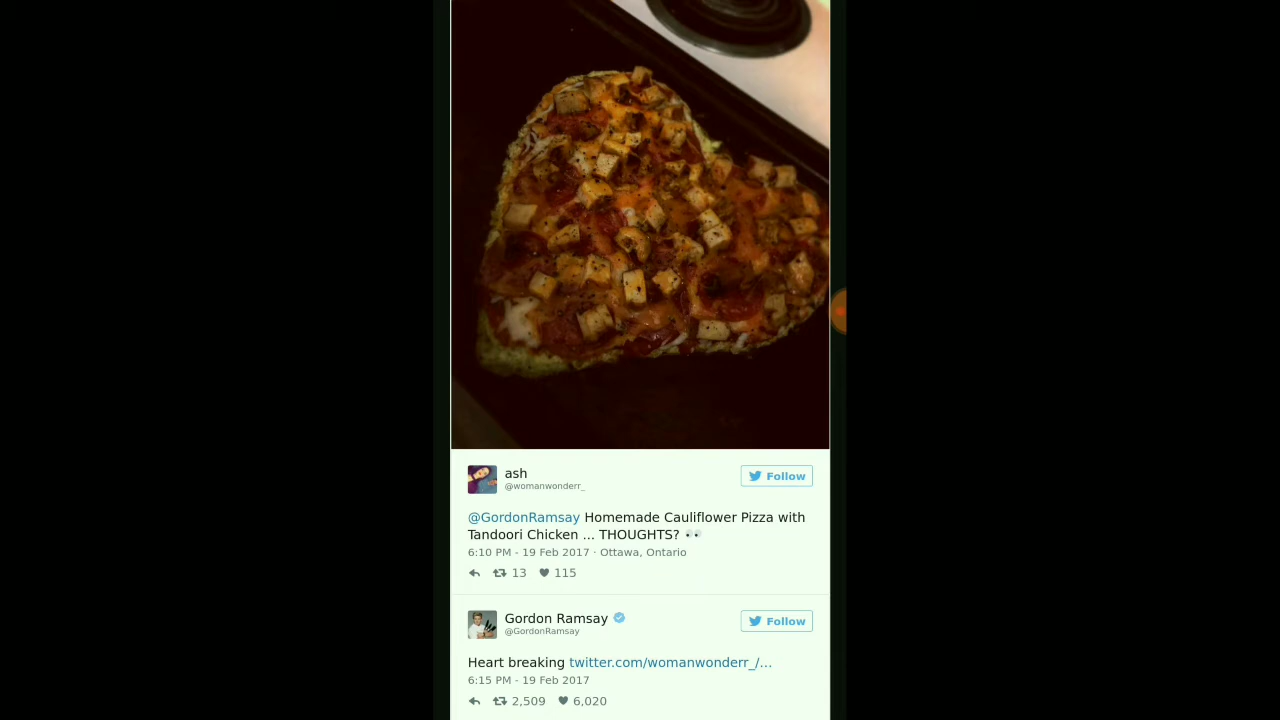 ash
Follow
@womanwonderr_
@GordonRamsay Homemade Cauliflower Pizza with
Tandoori Chicken ... THOUGHTS? 👀
6:10 PM - 19 Feb 2017 · Ottawa, Ontario
13 115
Gordon Ramsay
Follow
@GordonRamsay
Heart breaking twitter.com/womanwonderr_/...
6:15 PM - 19 Feb 2017
2,509 6,020